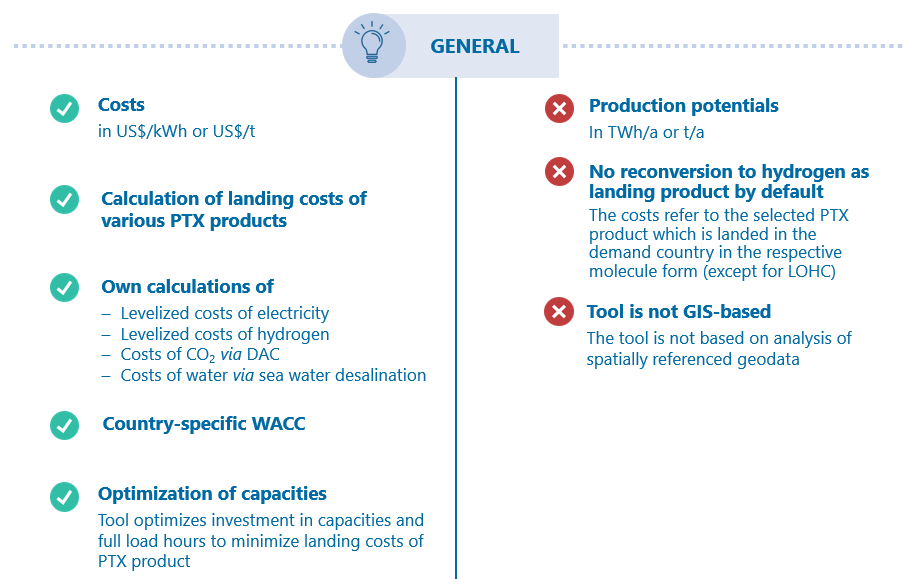 GENERAL
Costs
in US$/kWh or US$/t
Calculation of landing costs of
various PTX products
Own calculations of
– Levelized costs of electricity
– Levelized costs of hydrogen
– Costs of CO₂ via DAC
– Costs of water via sea water desalination
Country-specific WACC
Optimization of capacities
Tool optimizes investment in capacities and
full load hours to minimize landing costs of
PTX product
Production potentials
In TWh/a or t/a
No reconversion to hydrogen as
landing product by default
The costs refer to the selected PTX
product which is landed in the
demand country in the respective
molecule form (except for LOHC)
Tool is not GIS-based
The tool is not based on analysis of
spatially referenced geodata